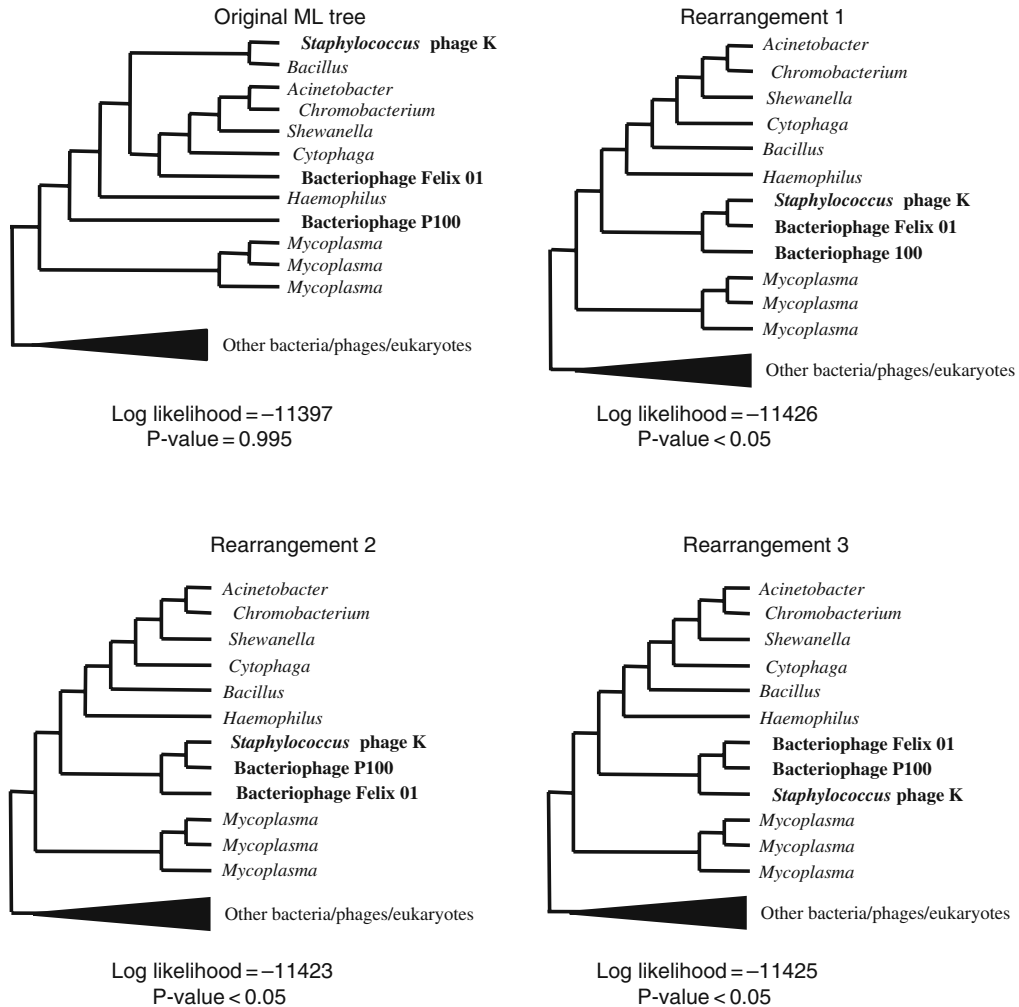 Original ML tree
Staphylococcus phage K
Bacillus
Acinetobacter
Chromobacterium
Shewanella
Cytophaga
Bacteriophage Felix 01
Haemophilus
Bacteriophage P100
Mycoplasma
Mycoplasma
Mycoplasma
Other bacteria/phages/eukaryotes
Log likelihood = –11397
P-value = 0.995
Rearrangement 1
Acinetobacter
Chromobacterium
Shewanella
Cytophaga
Bacillus
Haemophilus
Staphylococcus phage K
Bacteriophage Felix 01
Bacteriophage 100
Mycoplasma
Mycoplasma
Mycoplasma
Other bacteria/phages/eukaryotes
Log likelihood = –11426
P-value < 0.05
Rearrangement 2
Acinetobacter
Chromobacterium
Shewanella
Cytophaga
Bacillus
Haemophilus
Staphylococcus phage K
Bacteriophage P100
Bacteriophage Felix 01
Mycoplasma
Mycoplasma
Mycoplasma
Other bacteria/phages/eukaryotes
Log likelihood = –11423
P-value < 0.05
Rearrangement 3
Acinetobacter
Chromobacterium
Shewanella
Cytophaga
Bacillus
Haemophilus
Bacteriophage Felix 01
Bacteriophage P100
Staphylococcus phage K
Mycoplasma
Mycoplasma
Mycoplasma
Other bacteria/phages/eukaryotes
Log likelihood = –11425
P-value < 0.05